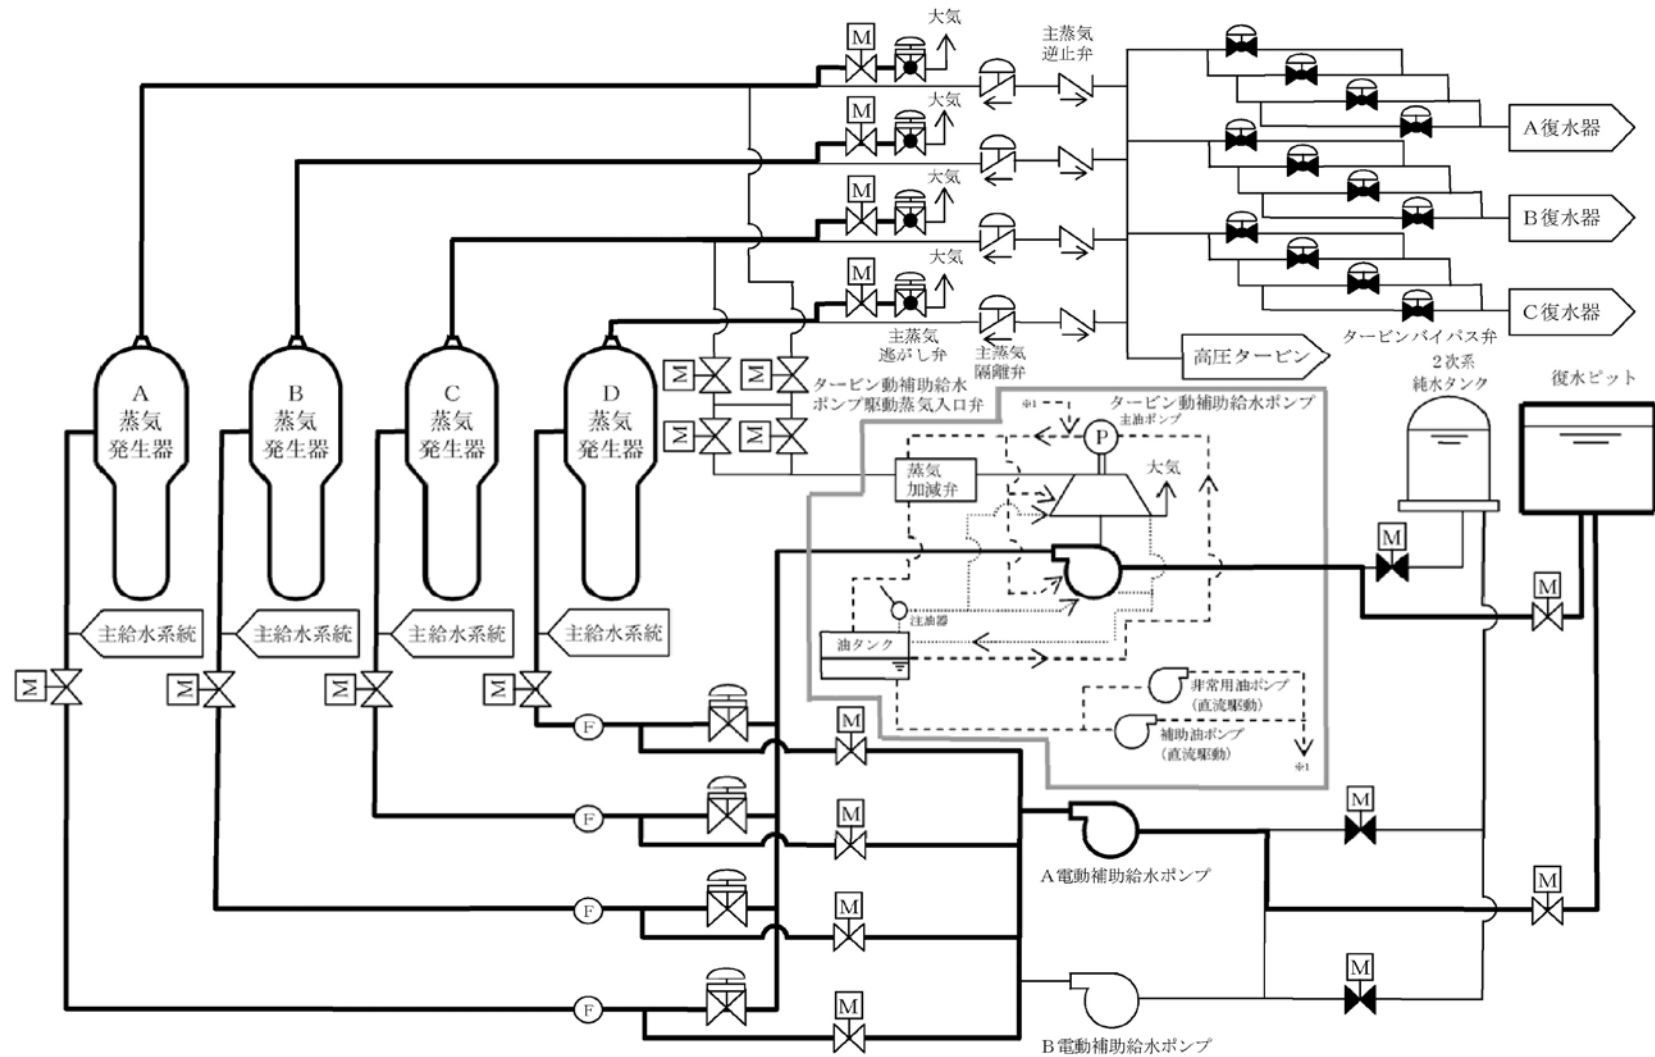 M
大気
主蒸気
逆止弁
M
大気
A復水器
M
大気
B復水器
M
大気
C復水器
主蒸気
逃がし弁
主蒸気
隔離弁
高圧タービン
タービンバイパス弁
2次系
純水タンク
復水ピット
A
蒸気
発生器
B
蒸気
発生器
C
蒸気
発生器
D
蒸気
発生器
M
M
M
M
タービン動補助給水
ポンプ駆動蒸気入口弁
※1
タービン動補助給水ポンプ
主油ポンプ
P
蒸気
加減弁
大気
M
M
注油器
油タンク
主給水系統
主給水系統
主給水系統
主給水系統
M
M
M
M
非常用油ポンプ
(直流駆動)
補助油ポンプ
(直流駆動)
※1
F
M
F
M
M
A電動補助給水ポンプ
F
M
M
F
M
M
B電動補助給水ポンプ